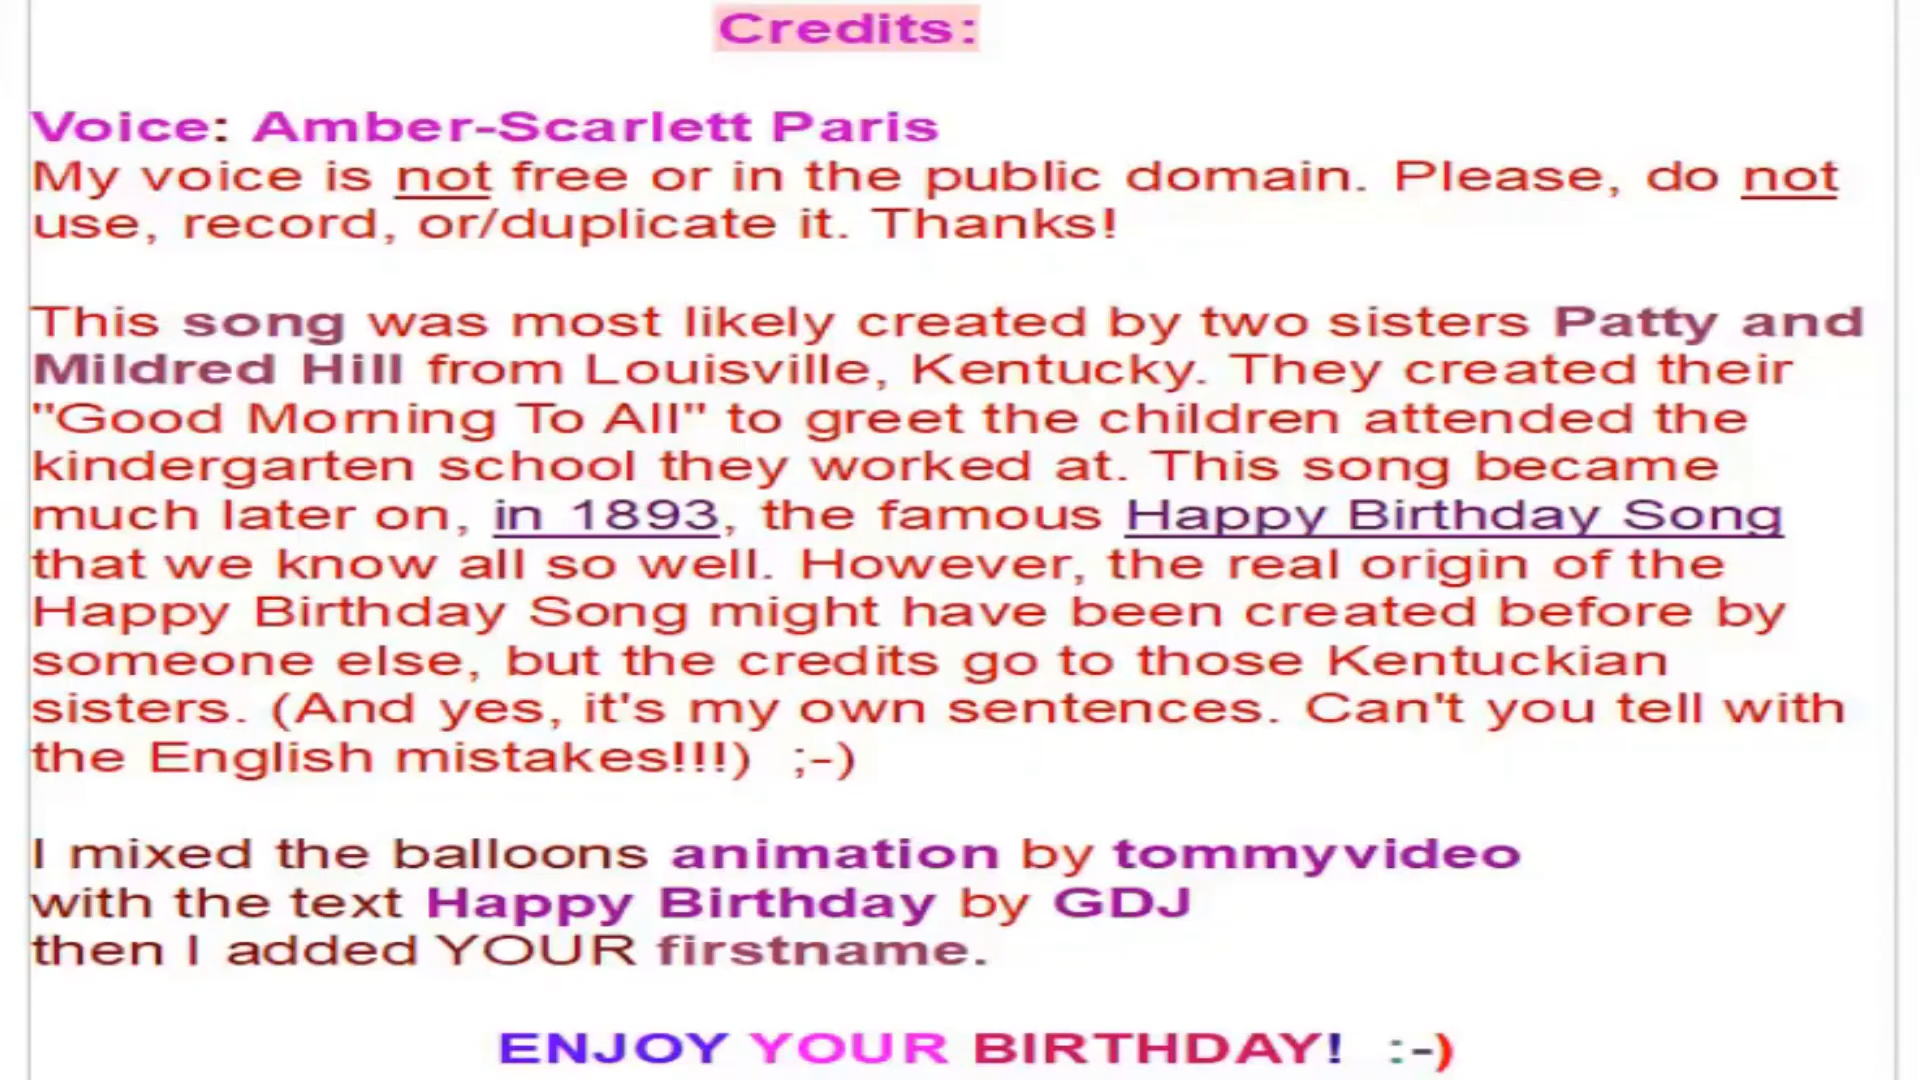 Credits:
Voice: Amber-Scarlett Paris
My voice is not free or in the public domain. Please, do not
use, record, or/duplicate it. Thanks!
This song was most likely created by two sisters Patty and
Mildred Hill from Louisville, Kentucky. They created their
"Good Morning To All" to greet the children attended the
kindergarten school they worked at. This song became
much later on, in 1893, the famous Happy Birthday Song
that we know all so well. However, the real origin of the
Happy Birthday Song might have been created before by
someone else, but the credits go to those Kentuckian
sisters. (And yes, it's my own sentences. Can't you tell with
the English mistakes!!!) ;-)
I mixed the balloons animation by tommyvideo
with the text Happy Birthday by GDJ
then I added YOUR firstname.
ENJOY YOUR BIRTHDAY! :-)